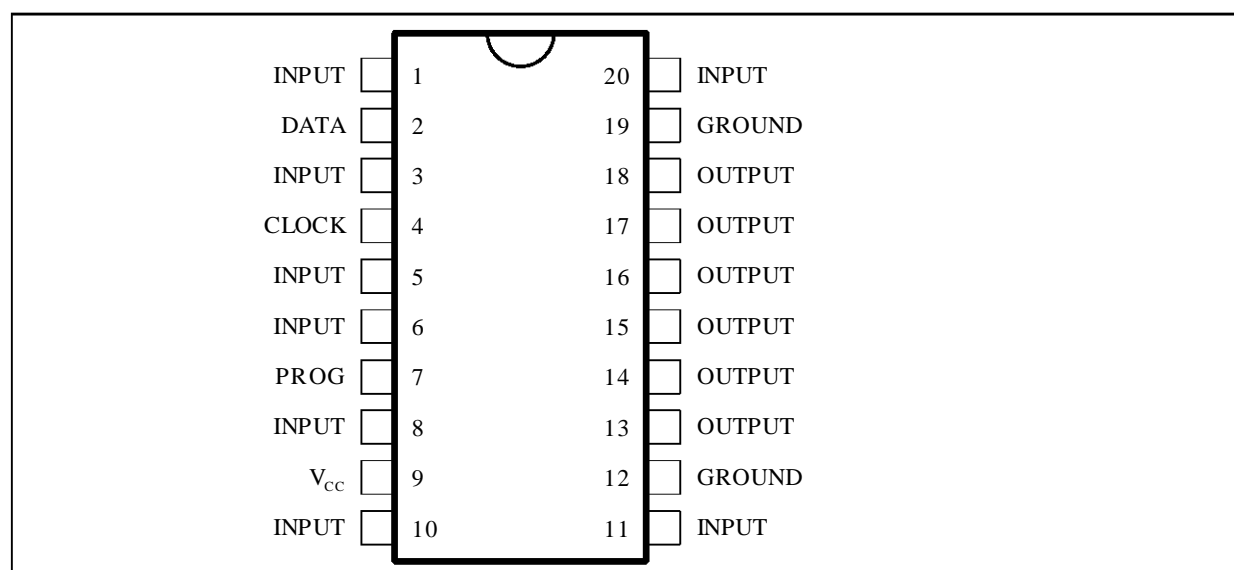 INPUT 1 20 INPUT
DATA 2 19 GROUND
INPUT 3 18 OUTPUT
CLOCK 4 17 OUTPUT
INPUT 5 16 OUTPUT
INPUT 6 15 OUTPUT
PROG 7 14 OUTPUT
INPUT 8 13 OUTPUT
VCC 9 12 GROUND
INPUT 10 11 INPUT